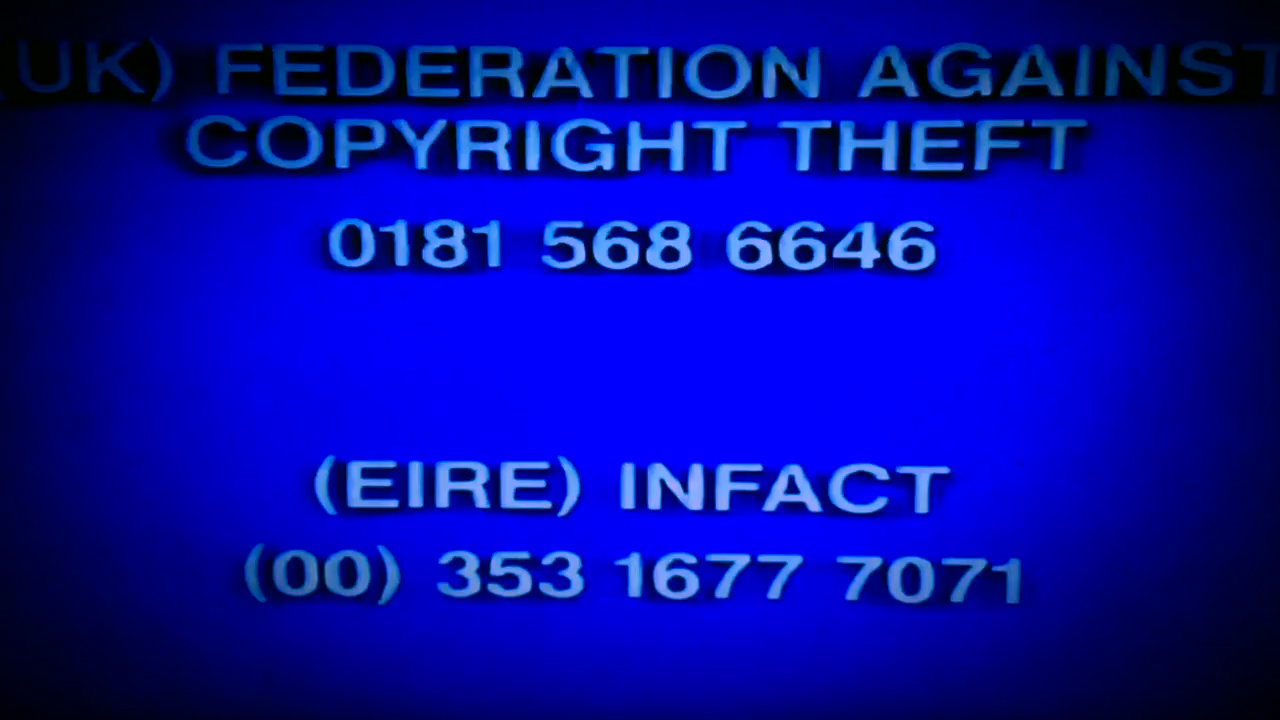 UK) FEDERATION AGAINST
COPYRIGHT THEFT
0181 568 6646
(EIRE) INFACT
(00) 353 1677 7071